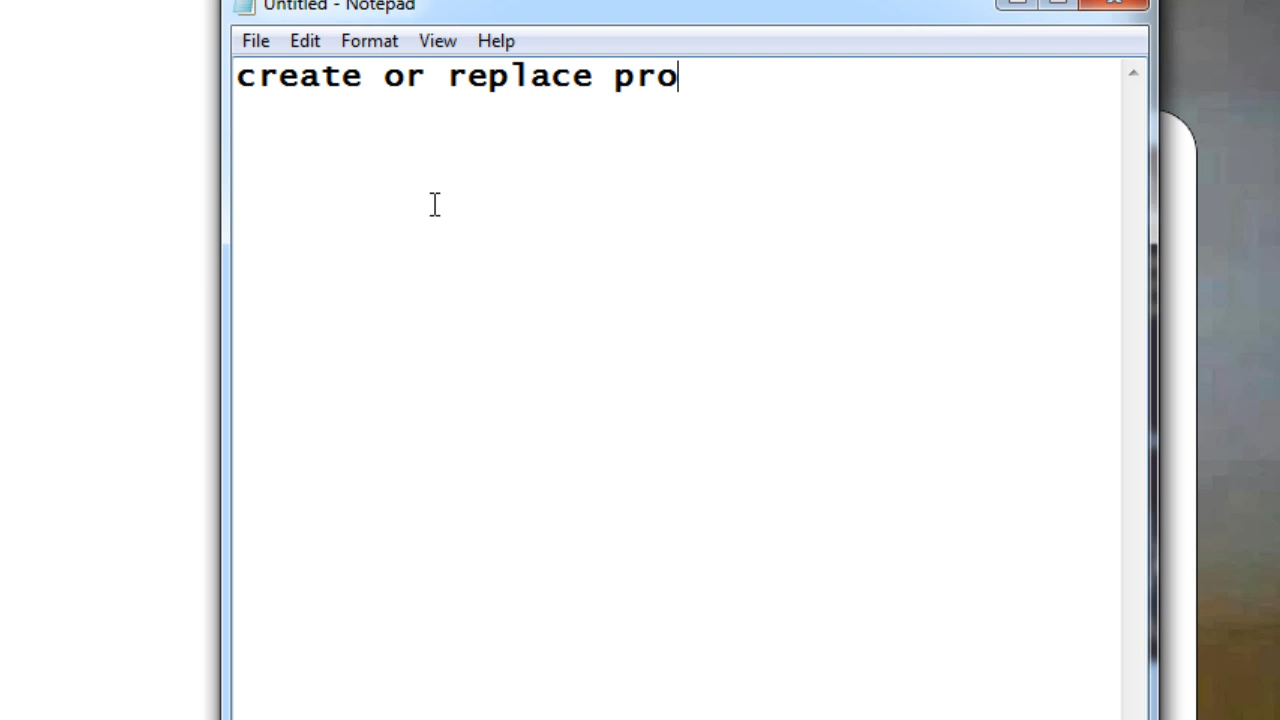 Untitled - Notepad
File Edit Format View Help
create or replace pro